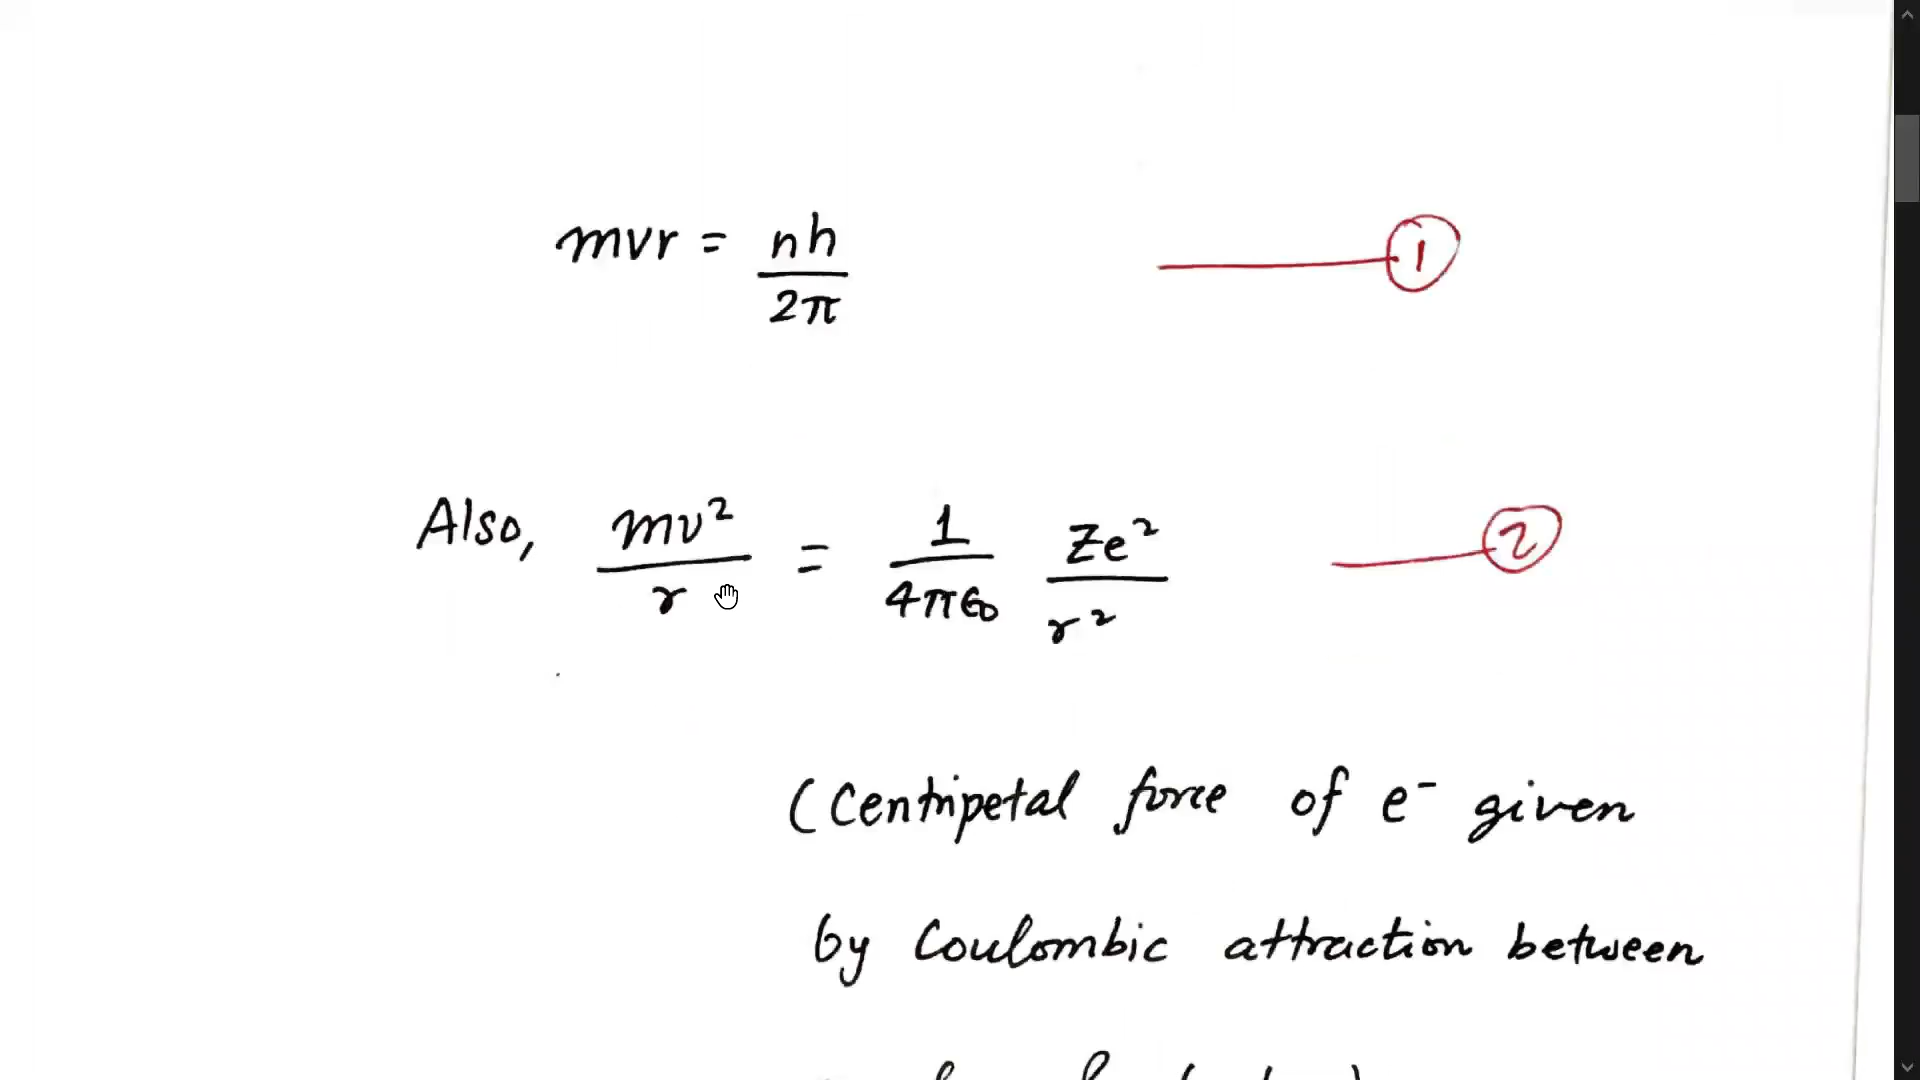 mvr = nh/2π ①
Also, mv²/r = 1/4πϵ₀ Ze²/r² ②
(Centripetal force of e⁻ given
by Coulombic attraction between